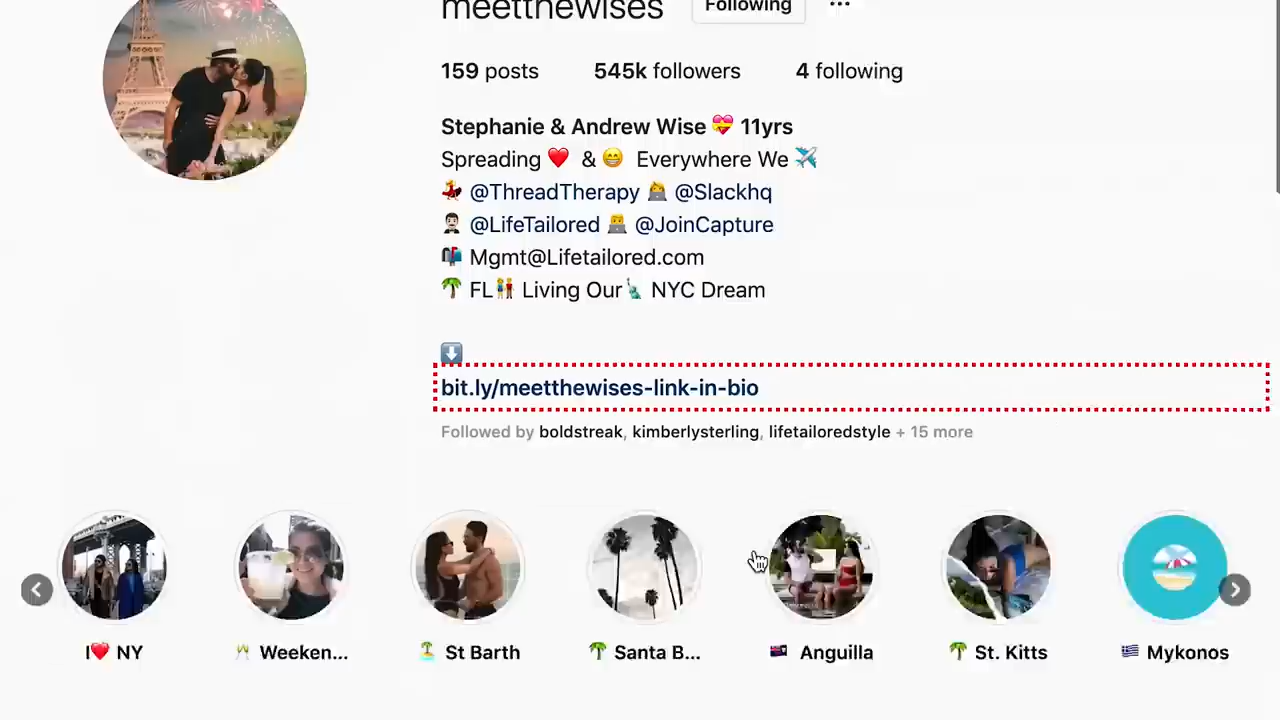 meetthewises Following ...
159 posts 545k followers 4 following
Stephanie & Andrew Wise 💝 11yrs
Spreading ❤️ & 😁 Everywhere We ✈️
💃 @ThreadTherapy 👩‍💻 @Slackhq
🤵🏻 @LifeTailored 👨‍💻 @JoinCapture
📬 Mgmt@Lifetailored.com
🌴 FL👫 Living Our🗽 NYC Dream
⬇️
bit.ly/meetthewises-link-in-bio
Followed by boldstreak, kimberlysterling, lifetailoredstyle + 15 more
I❤️ NY 🥂 Weeken... 🏝️ St Barth 🌴 Santa B... 🇦🇮 Anguilla 🌴 St. Kitts 🇬🇷 Mykonos